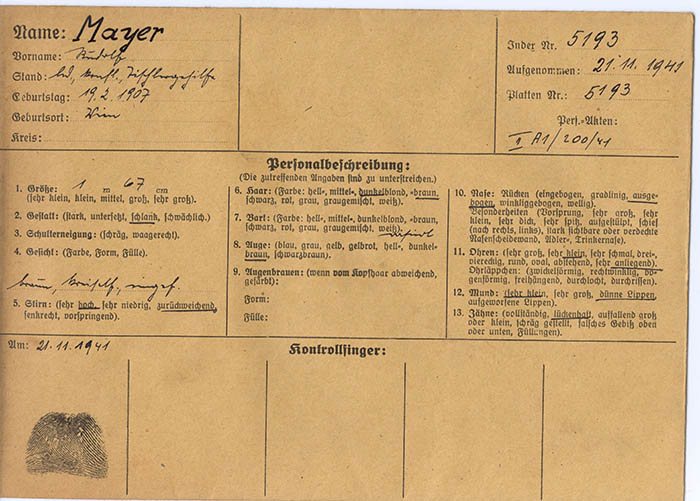 Name: Mayer
Vorname: Rudolf
Stand: led., konfl., Tischlergehilfe
Geburtstag: 19.2.1907
Geburtsort: Wien
Kreis:
Index Nr. 5193
Aufgenommen: 21.11.1941
Platten Nr.: 5193
Pers.-Akten:
II A1/200/41
Personalbeschreibung:
(Die zutreffenden Angaben sind zu unterstreichen.)
1. Größe: 1 m 67 cm
(sehr klein, klein, mittel, groß, sehr groß).
2. Gestalt: (stark, untersetzt, schlank, schwächlich).
3. Schulterneigung: (schräg, waagerecht).
4. Gesicht: (Farbe, Form, Fülle).
braun,
5. Stirn: (sehr hoch, sehr niedrig, zurückweichend,
senkrecht, vorspringend).
6. Haar: (Farbe: hell-, mittel-, dunkelblond, -braun,
schwarz, rot, grau, graugemischt, weiß).
7. Bart: (Farbe: hell-, mittel-, dunkelblond, -braun,
schwarz, rot, grau, graugemischt, weiß).
rasiert
8. Auge: (blau, grau, gelb, gelbrot, hell-, dunkel-
braun, schwarzbraun).
9. Augenbrauen: (wenn vom Kopfhaar abweichend,
gefärbt):
Form:
Fülle:
10. Nase: Rücken (eingebogen, gradlinig, ausge-
bogen, winkliggebogen, wellig).
Besonderheiten (Vorsprung, sehr groß, sehr
klein, sehr dick, sehr spitz, aufgestülpt, schief
(nach rechts, links), stark sichtbare oder verdeckte
Nasenscheidewand, Adler-, Trinkernase).
11. Ohren: (sehr groß, sehr klein, sehr schmal, drei-,
viereckig, rund, oval, abstehend, sehr anliegend).
Ohrläppchen: (zwickelförmig, rechtwinklig, bo-
genförmig, freihängend, durchlocht, durchrissen).
12. Mund: (sehr klein, sehr groß, dünne Lippen,
aufgeworfene Lippen).
13. Zähne: (vollständig, lückenhaft, auffallend groß
oder klein, schräg gestellt, falsches Gebiß oben
oder unten, Füllungen).
Am: 21.11.1941
Kontrollfinger: